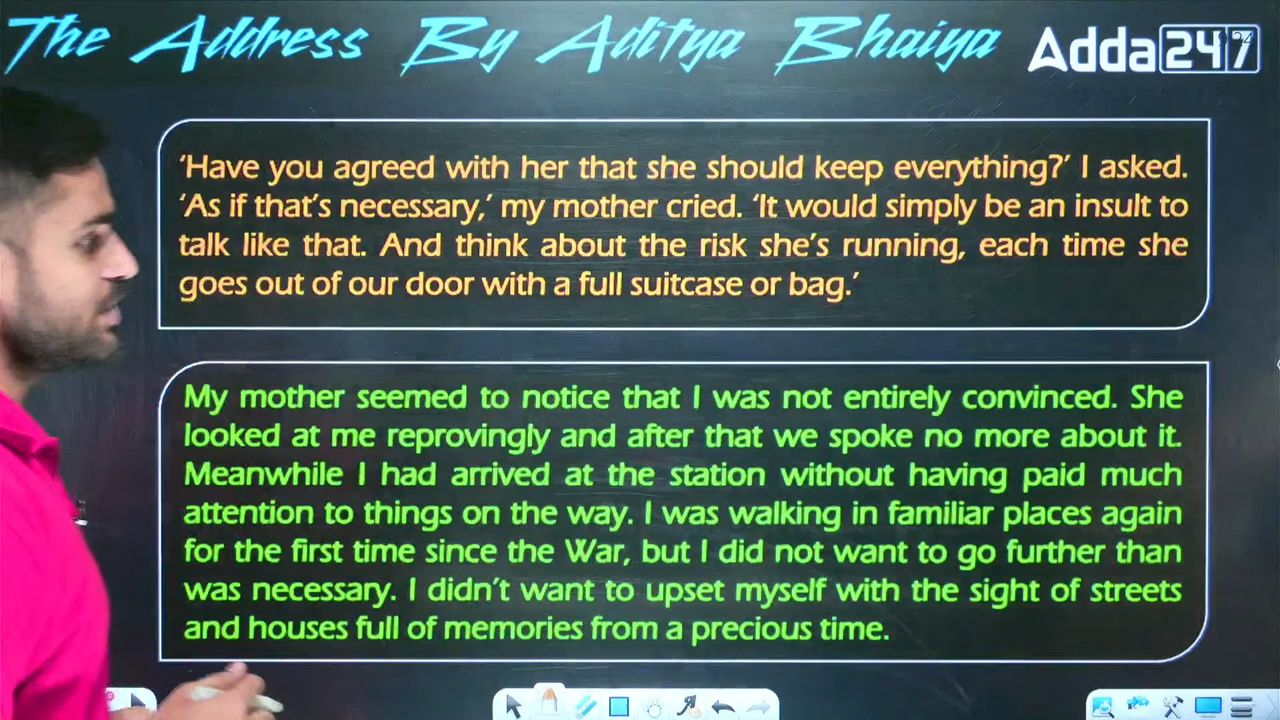 The Address By Aditya Bhaiya
Adda247
‘Have you agreed with her that she should keep everything?’ I asked.
‘As if that’s necessary,’ my mother cried. ‘It would simply be an insult to
talk like that. And think about the risk she’s running, each time she
goes out of our door with a full suitcase or bag.’
My mother seemed to notice that I was not entirely convinced. She
looked at me reprovingly and after that we spoke no more about it.
Meanwhile I had arrived at the station without having paid much
attention to things on the way. I was walking in familiar places again
for the first time since the War, but I did not want to go further than
was necessary. I didn’t want to upset myself with the sight of streets
and houses full of memories from a precious time.